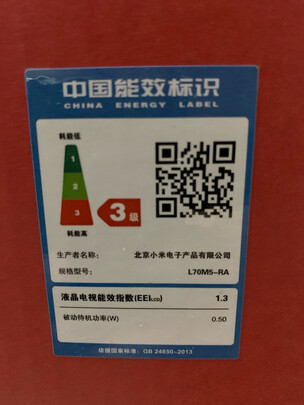 中国能效标识
CHINA ENERGY LABEL
耗能低
1
2
3
3级
耗能高
生产者名称： 北京小米电子产品有限公司
规格型号： L70M5-RA
液晶电视能效指数(EEILCD) 1.3
被动待机功率(W) 0.50
依据国家标准：GB 24850-2013